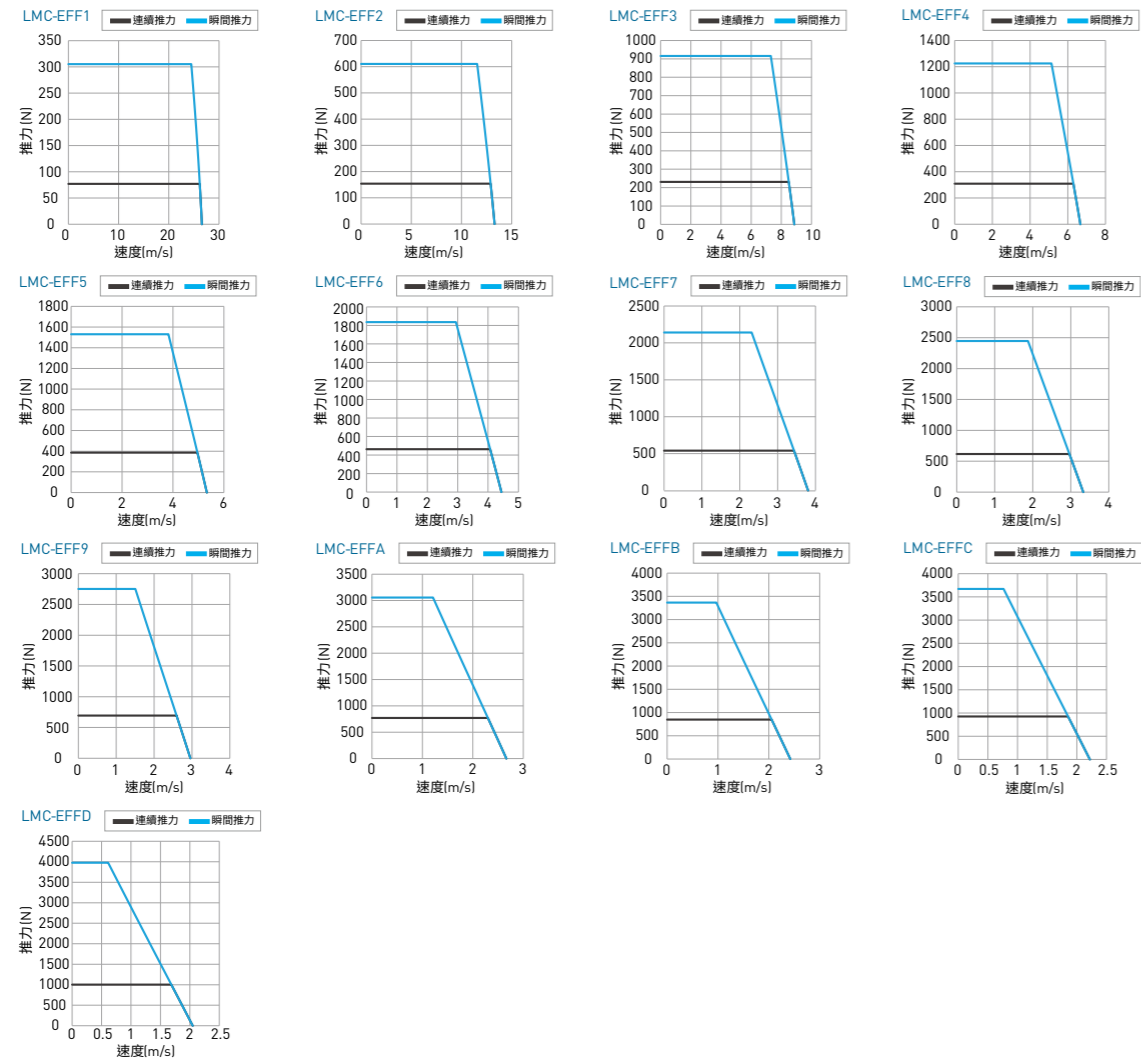 LMC-EFF1 連續推力 瞬間推力
350
300
250
200
150
100
50
0
推力(N)
0 10 20 30
速度(m/s)
LMC-EFF2 連續推力 瞬間推力
700
600
500
400
300
200
100
0
推力(N)
0 5 10 15
速度(m/s)
LMC-EFF3 連續推力 瞬間推力
1000
900
800
700
600
500
400
300
200
100
0
推力(N)
0 2 4 6 8 10
速度(m/s)
LMC-EFF4 連續推力 瞬間推力
1400
1200
1000
800
600
400
200
0
推力(N)
0 2 4 6 8
速度(m/s)
LMC-EFF5 連續推力 瞬間推力
1800
1600
1400
1200
1000
800
600
400
200
0
推力(N)
0 2 4 6
速度(m/s)
LMC-EFF6 連續推力 瞬間推力
2000
1800
1600
1400
1200
1000
800
600
400
200
0
推力(N)
0 1 2 3 4 5
速度(m/s)
LMC-EFF7 連續推力 瞬間推力
2500
2000
1500
1000
500
0
推力(N)
0 1 2 3 4
速度(m/s)
LMC-EFF8 連續推力 瞬間推力
3000
2500
2000
1500
1000
500
0
推力(N)
0 1 2 3 4
速度(m/s)
LMC-EFF9 連續推力 瞬間推力
3000
2500
2000
1500
1000
500
0
推力(N)
0 1 2 3 4
速度(m/s)
LMC-EFFA 連續推力 瞬間推力
3500
3000
2500
2000
1500
1000
500
0
推力(N)
0 1 2 3
速度(m/s)
LMC-EFFB 連續推力 瞬間推力
4000
3500
3000
2500
2000
1500
1000
500
0
推力(N)
0 1 2 3
速度(m/s)
LMC-EFFC 連續推力 瞬間推力
4000
3500
3000
2500
2000
1500
1000
500
0
推力(N)
0 0.5 1 1.5 2 2.5
速度(m/s)
LMC-EFFD 連續推力 瞬間推力
4500
4000
3500
3000
2500
2000
1500
1000
500
0
推力(N)
0 0.5 1 1.5 2 2.5
速度(m/s)